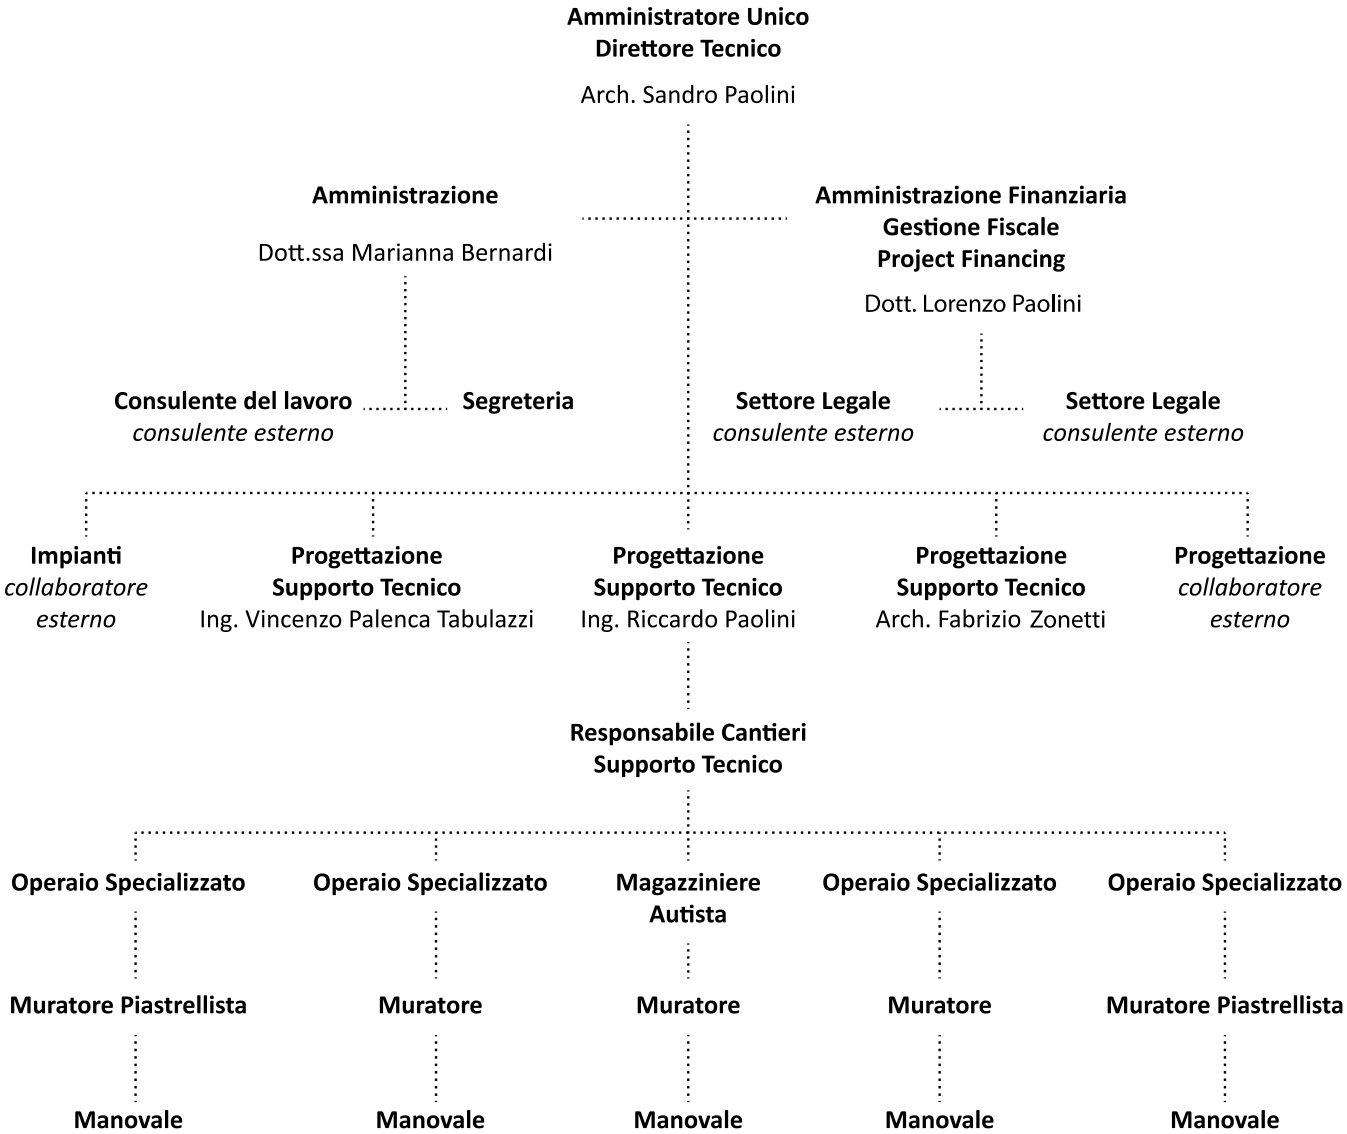 Amministratore Unico
Direttore Tecnico
Arch. Sandro Paolini
Amministrazione
Dott.ssa Marianna Bernardi
Amministrazione Finanziaria
Gestione Fiscale
Project Financing
Dott. Lorenzo Paolini
Consulente del lavoro
consulente esterno
Segreteria
Settore Legale
consulente esterno
Settore Legale
consulente esterno
Impianti
collaboratore
esterno
Progettazione
Supporto Tecnico
Ing. Vincenzo Palenca Tabulazzi
Progettazione
Supporto Tecnico
Ing. Riccardo Paolini
Progettazione
Supporto Tecnico
Arch. Fabrizio Zonetti
Progettazione
collaboratore
esterno
Responsabile Cantieri
Supporto Tecnico
Operaio Specializzato
Operaio Specializzato
Magazziniere
Autista
Operaio Specializzato
Operaio Specializzato
Muratore Piastrellista
Muratore
Muratore
Muratore
Muratore Piastrellista
Manovale
Manovale
Manovale
Manovale
Manovale